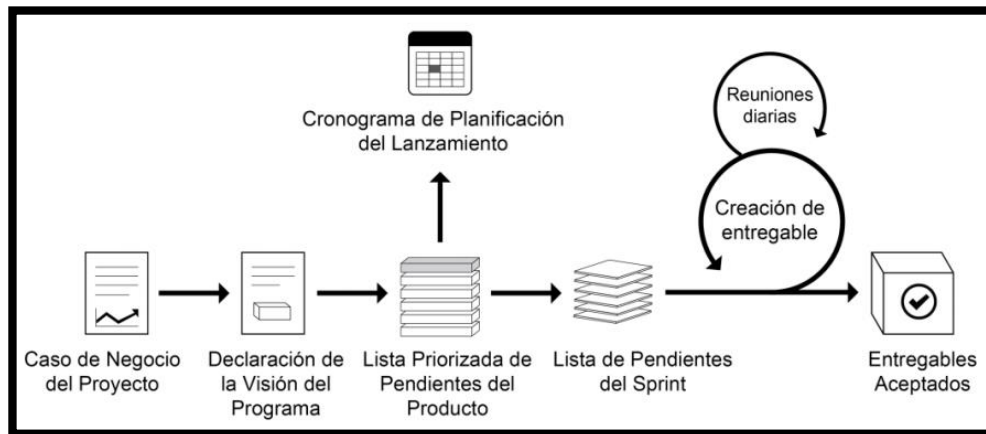 Cronograma de Planificación
del Lanzamiento
Reuniones
diarias
Creación de
entregable
Caso de Negocio
del Proyecto
Declaración de
la Visión del
Programa
Lista Priorizada de
Pendientes del
Producto
Lista de Pendientes
del Sprint
Entregables
Aceptados